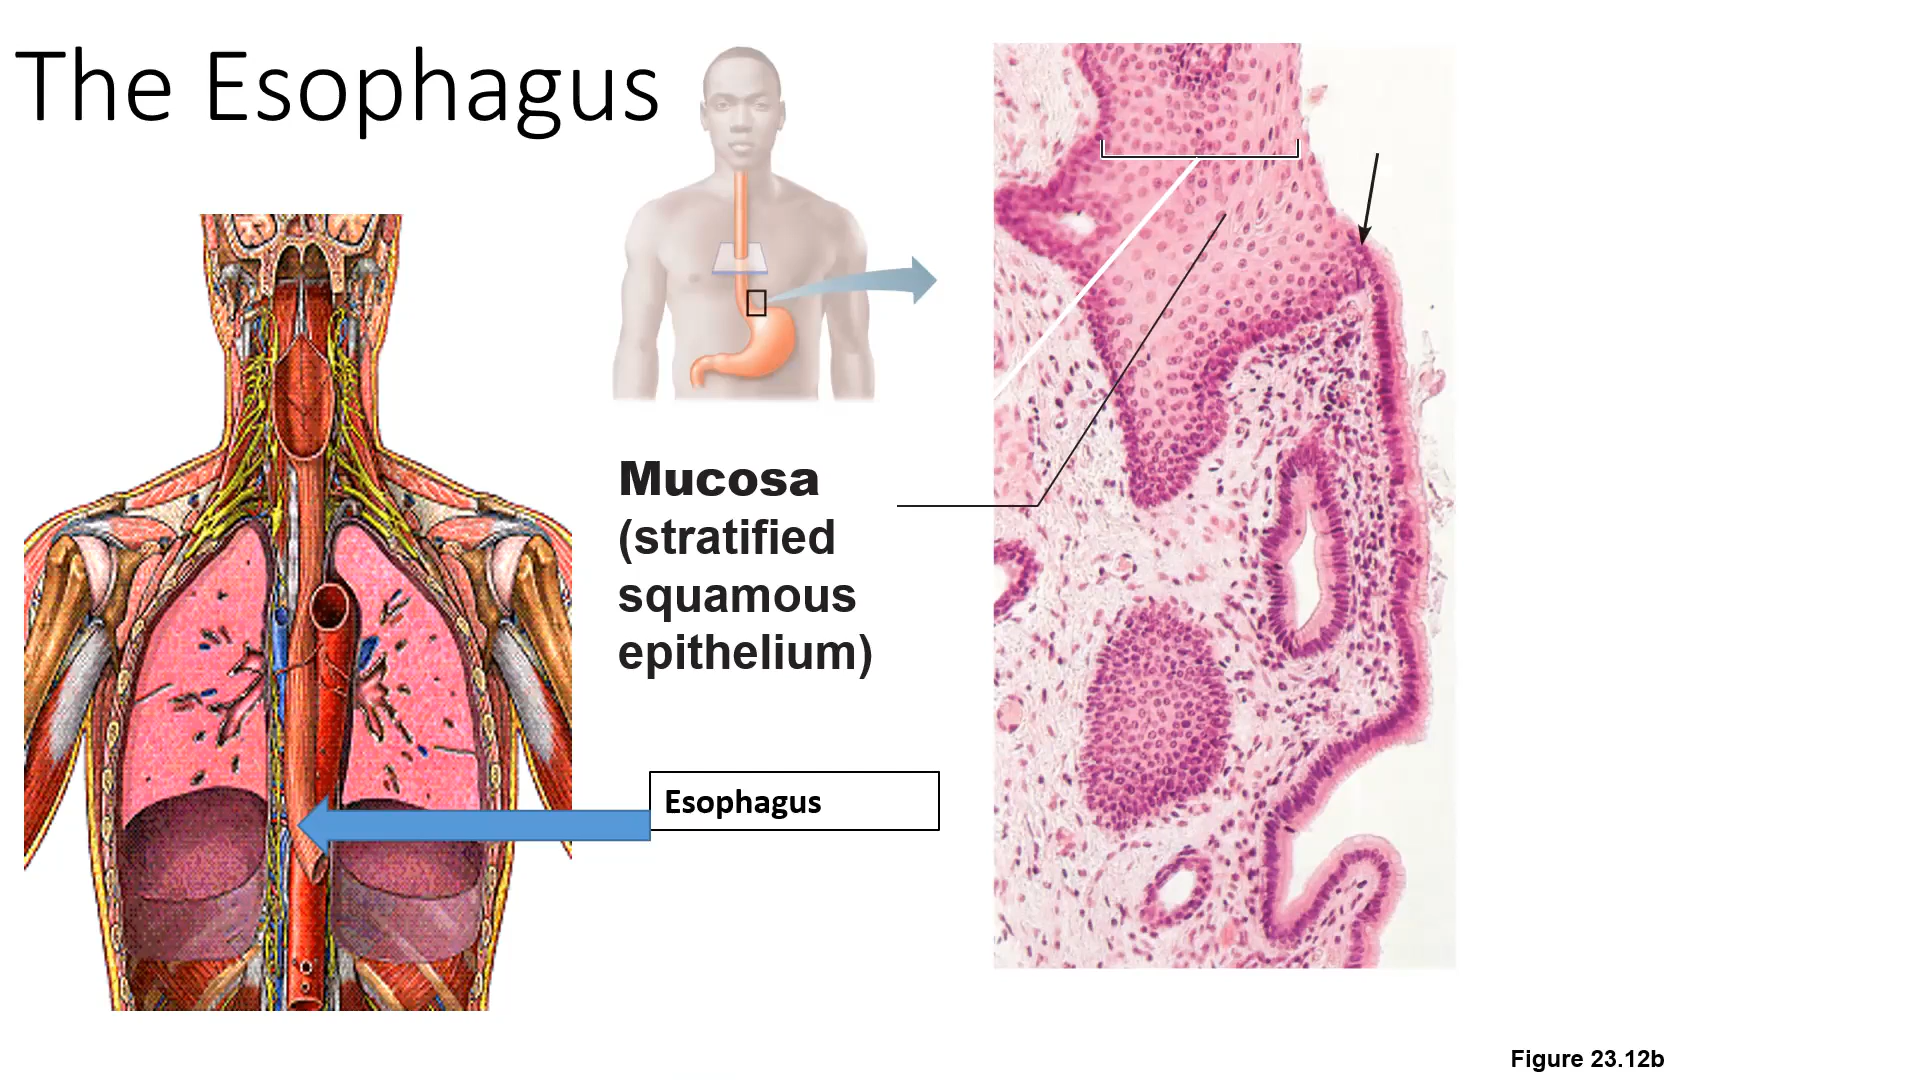 The Esophagus
Mucosa
(stratified
squamous
epithelium)
Esophagus
Figure 23.12b